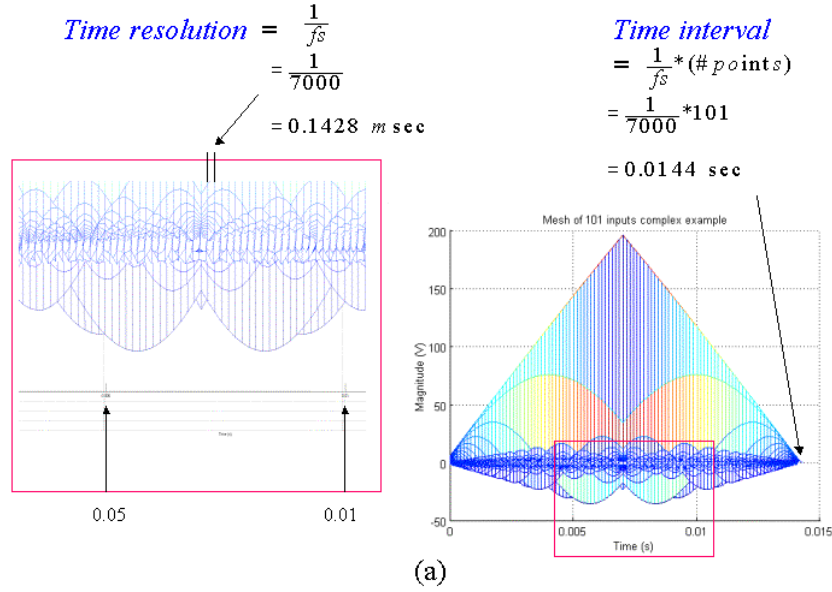 Time resolution = 1/fs
= 1/7000
= 0.1428 m sec
Time interval
= 1/fs *(# points)
= 1/7000 *101
= 0.0144 sec
Mesh of 101 inputs complex example
Magnitude (V)
200
150
100
50
0
-50
0
0.005
0.01
0.015
Time (s)
0.05
0.01
(a)